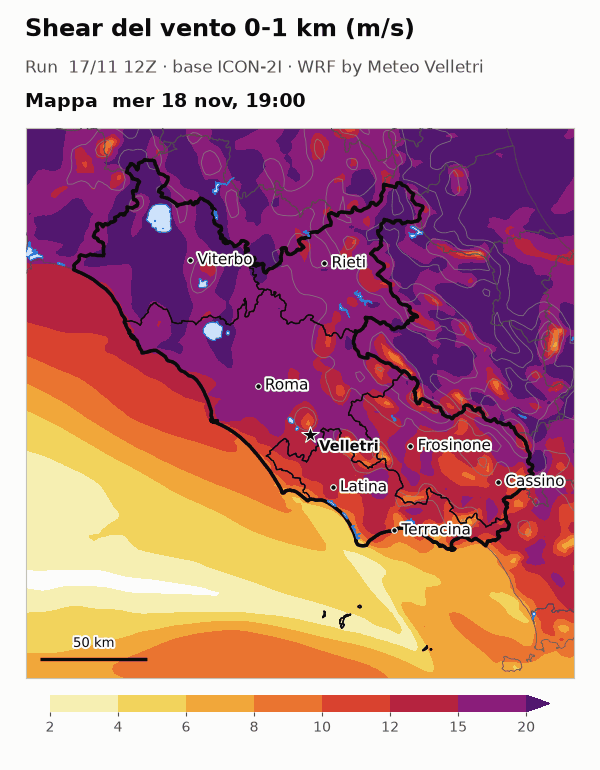 Shear del vento 0-1 km (m/s)
Run  17/11 12Z · base ICON-2I · WRF by Meteo Velletri
Mappa  mer 18 nov, 19:00
Viterbo
Rieti
Roma
Velletri
Frosinone
Latina
Cassino
Terracina
50 km
2 4 6 8 10 12 15 20